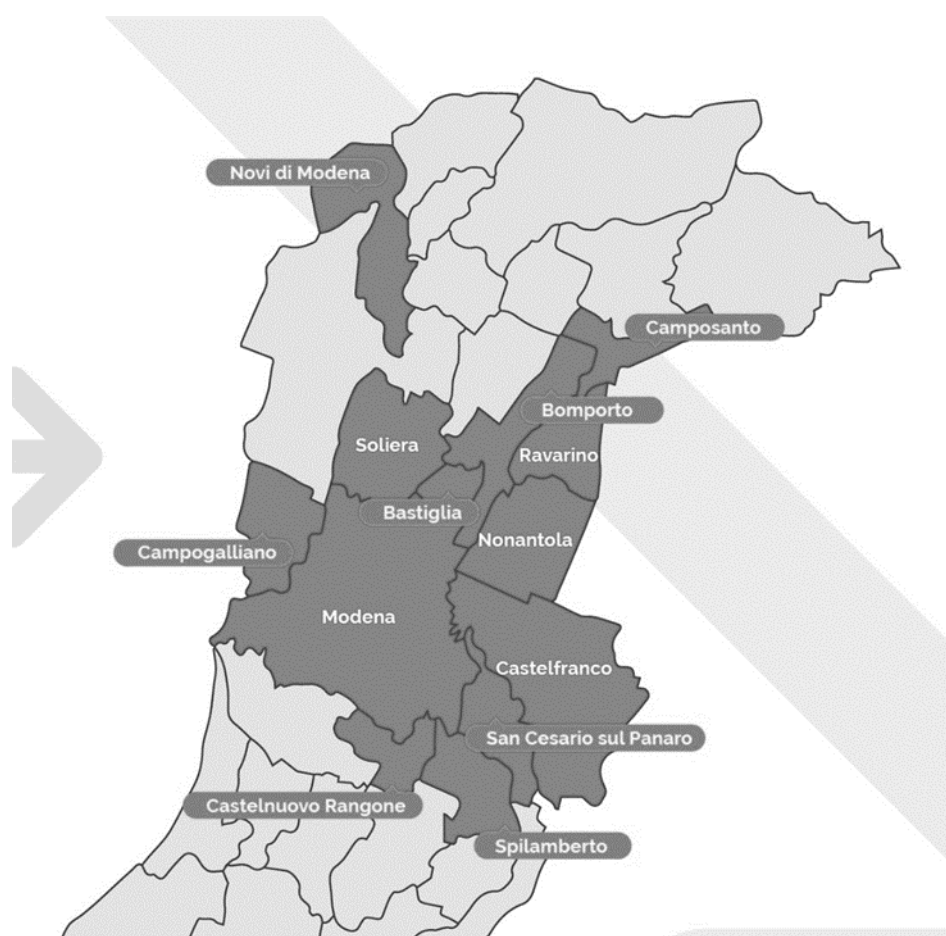 Novi di Modena
Camposanto
Bomporto
Soliera
Ravarino
Bastiglia
Nonantola
Campogalliano
Modena
Castelfranco
San Cesario sul Panaro
Castelnuovo Rangone
Spilamberto